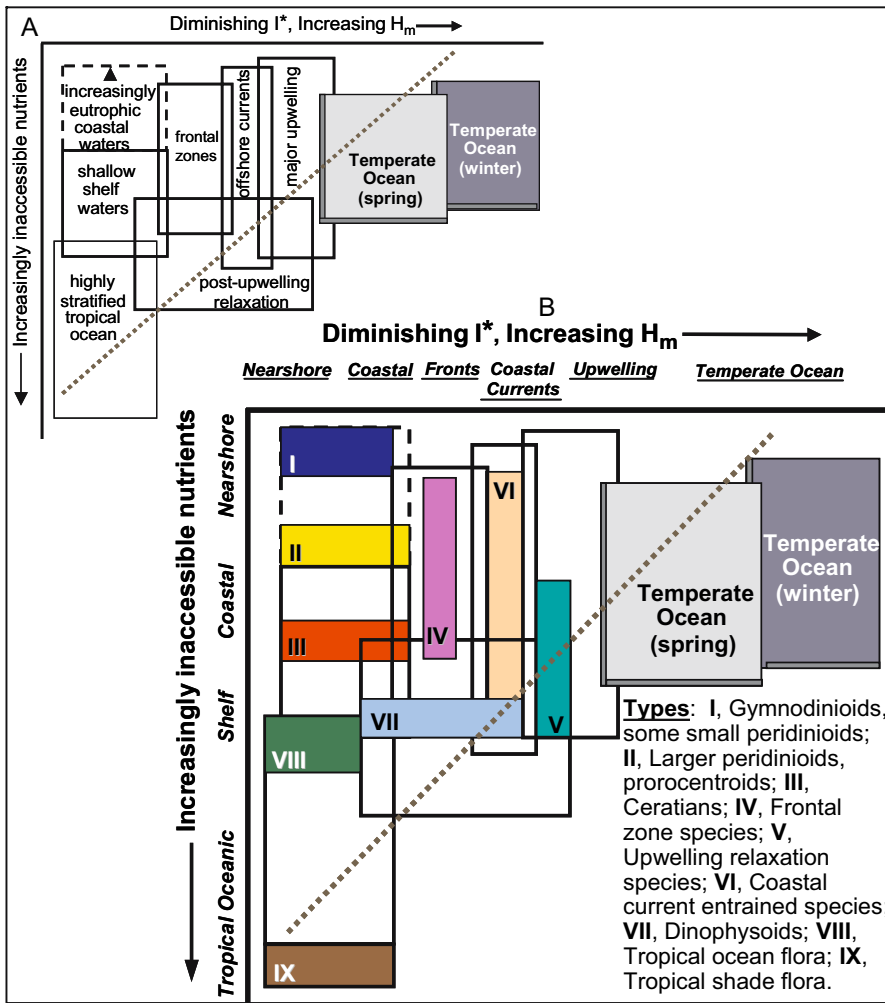 A
Diminishing I*, Increasing Hm
Increasingly inaccessible nutrients
increasingly
eutrophic
coastal
waters
shallow
shelf
waters
highly
stratified
tropical
ocean
frontal
zones
offshore currents
major upwelling
post-upwelling
relaxation
Temperate
Ocean
(spring)
Temperate
Ocean
(winter)
B
Diminishing I*, Increasing Hm
Nearshore
Coastal
Fronts
Coastal
Currents
Upwelling
Temperate Ocean
Increasingly inaccessible nutrients
Nearshore
Coastal
Shelf
Tropical Oceanic
I
II
III
IV
V
VI
VII
VIII
IX
Temperate
Ocean
(spring)
Temperate
Ocean
(winter)
Types: I, Gymnodinioids,
some small peridinioids;
II, Larger peridinioids,
prorocentroids; III,
Ceratians; IV, Frontal
zone species; V,
Upwelling relaxation
species; VI, Coastal
current entrained species;
VII, Dinophysoids; VIII,
Tropical ocean flora; IX,
Tropical shade flora.